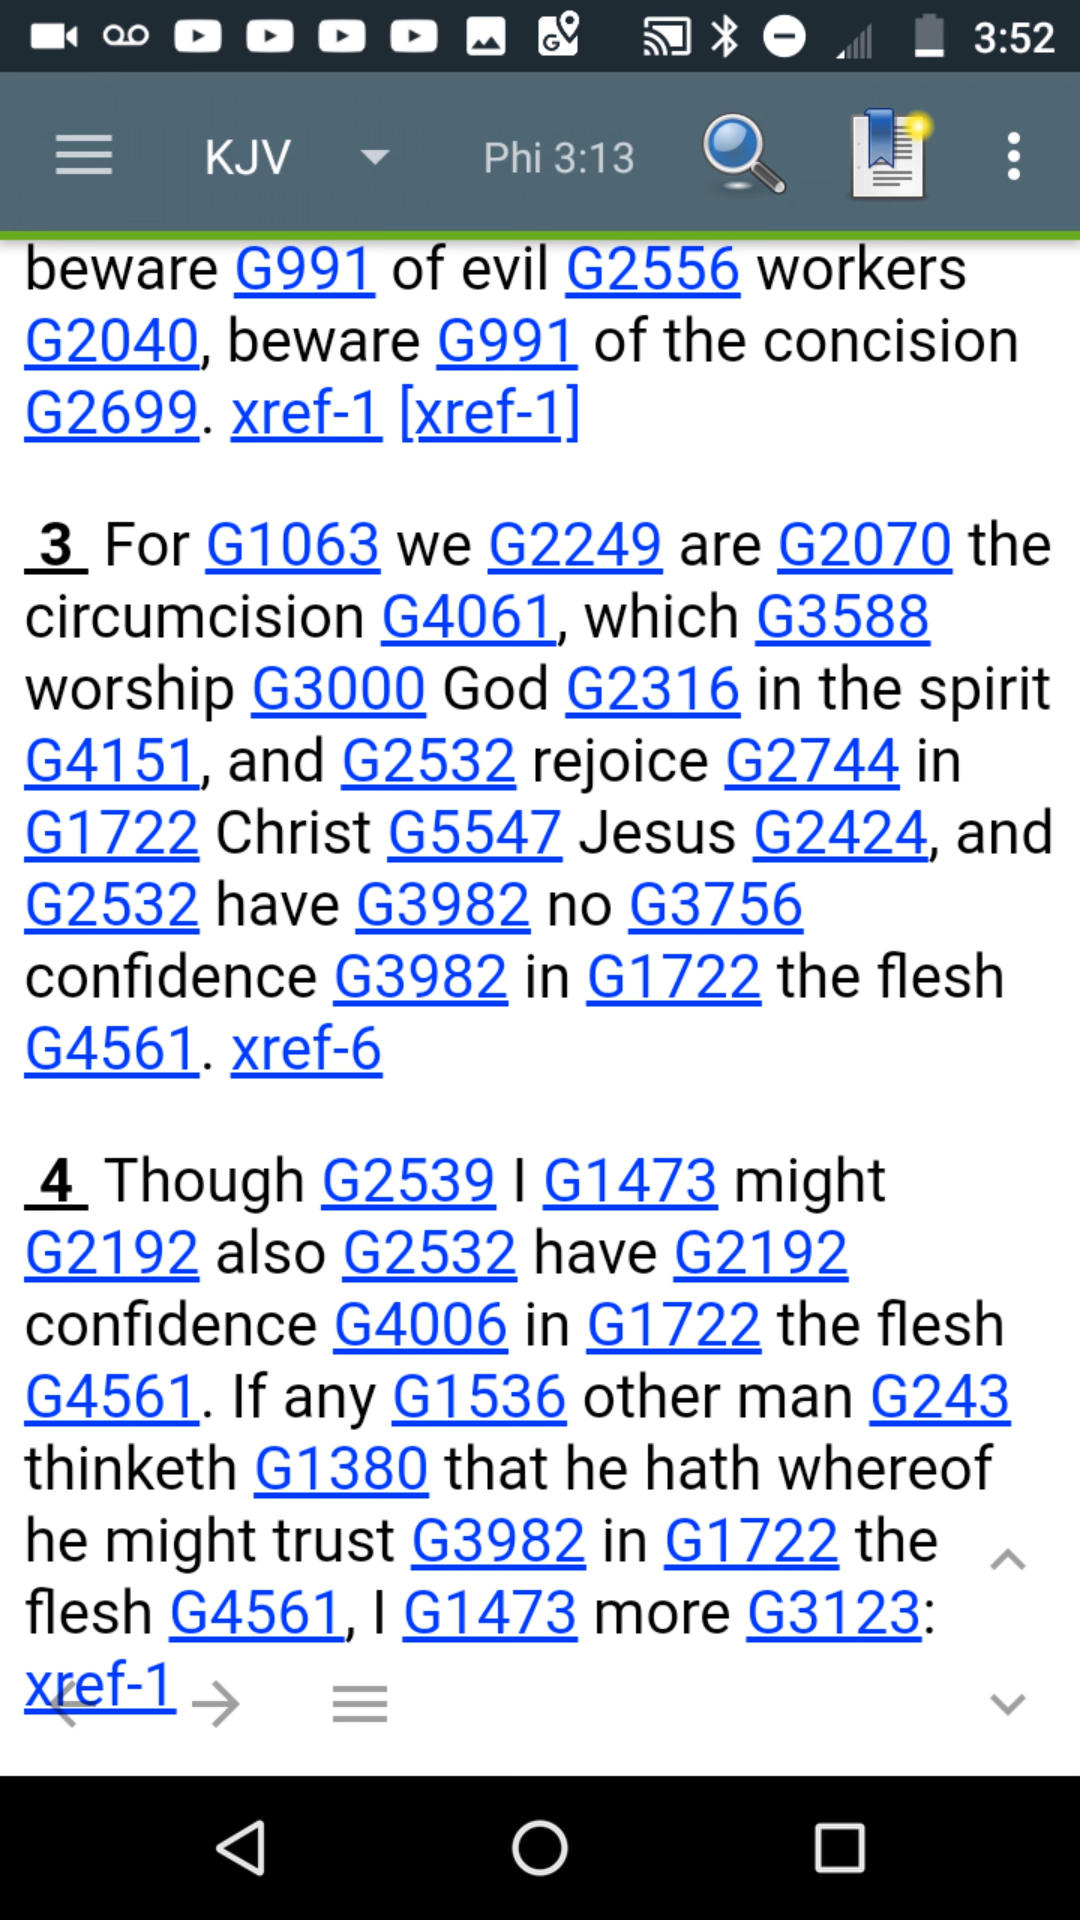 3:52
KJV Phi 3:13
beware G991 of evil G2556 workers
G2040, beware G991 of the concision
G2699. xref-1 [xref-1]
3 For G1063 we G2249 are G2070 the
circumcision G4061, which G3588
worship G3000 God G2316 in the spirit
G4151, and G2532 rejoice G2744 in
G1722 Christ G5547 Jesus G2424, and
G2532 have G3982 no G3756
confidence G3982 in G1722 the flesh
G4561. xref-6
4 Though G2539 I G1473 might
G2192 also G2532 have G2192
confidence G4006 in G1722 the flesh
G4561. If any G1536 other man G243
thinketh G1380 that he hath whereof
he might trust G3982 in G1722 the
flesh G4561, I G1473 more G3123:
xref-1